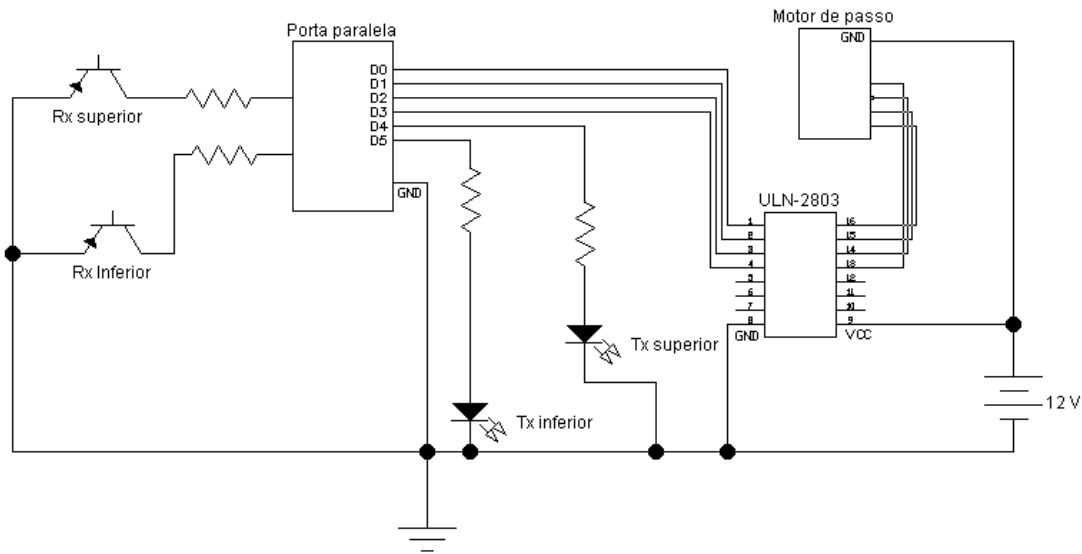 Motor de passo
GND
Porta paralela
D0
D1
D2
D3
D4
D5
GND
Rx superior
Rx Inferior
ULN-2803
1
2
3
4
5
6
7
8
GND
16
15
14
13
12
11
10
9
VCC
Tx superior
Tx inferior
12 V